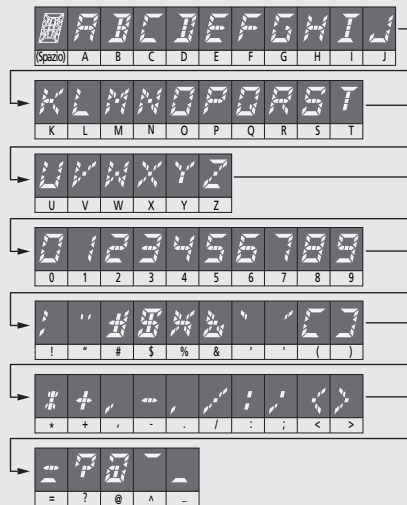 (Spazio) A B C D E F G H I J
K L M N O P Q R S T
U V W X Y Z
0 1 2 3 4 5 6 7 8 9
! " # $ % & ‘ ' ( )
* + , - . / : ; < >
= ? @ ^ _